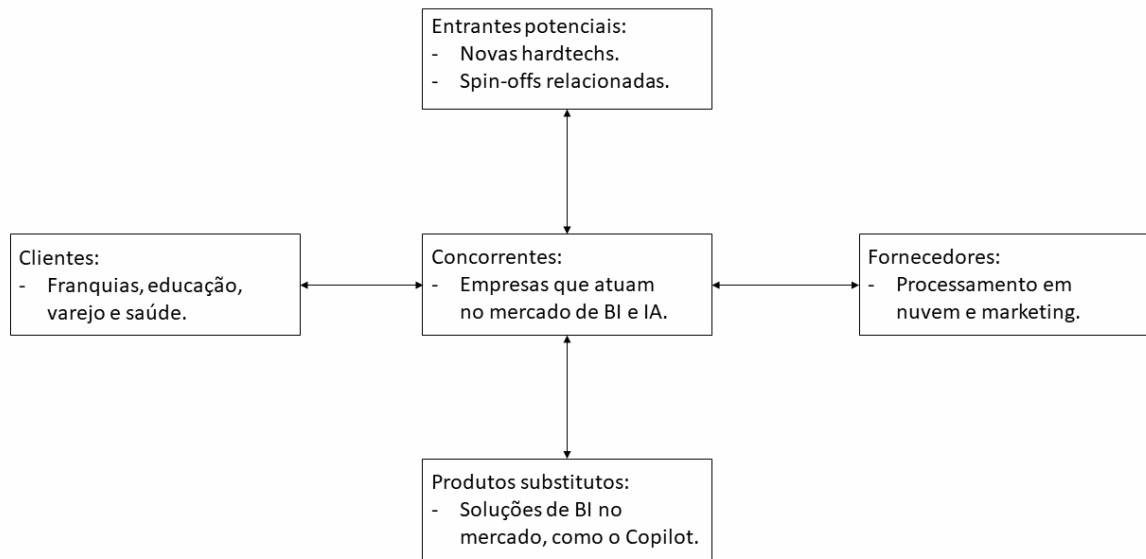 Entrantes potenciais:
- Novas hardtechs.
- Spin-offs relacionadas.
Clientes:
- Franquias, educação,
varejo e saúde.
Concorrentes:
- Empresas que atuam
no mercado de BI e IA.
Fornecedores:
- Processamento em
nuvem e marketing.
Produtos substitutos:
- Soluções de BI no
mercado, como o Copilot.